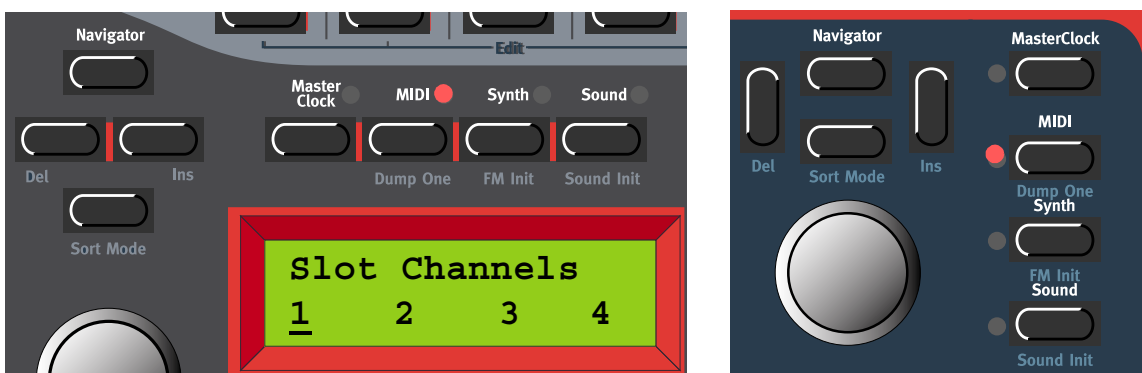 Navigator
Edit
Master Clock
MIDI
Synth
Sound
Del
Ins
Dump One
FM Init
Sound Init
Sort Mode
Slot Channels
1 2 3 4
Navigator
MasterClock
MIDI
Del
Sort Mode
Ins
Dump One
Synth
FM Init
Sound
Sound Init